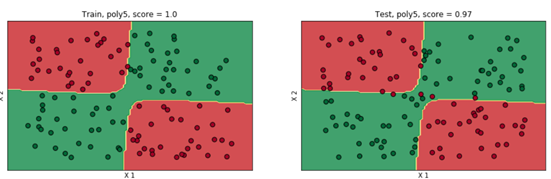 Train, poly5, score = 1.0
X 2
X 1
Test, poly5, score = 0.97
X 2
X 1